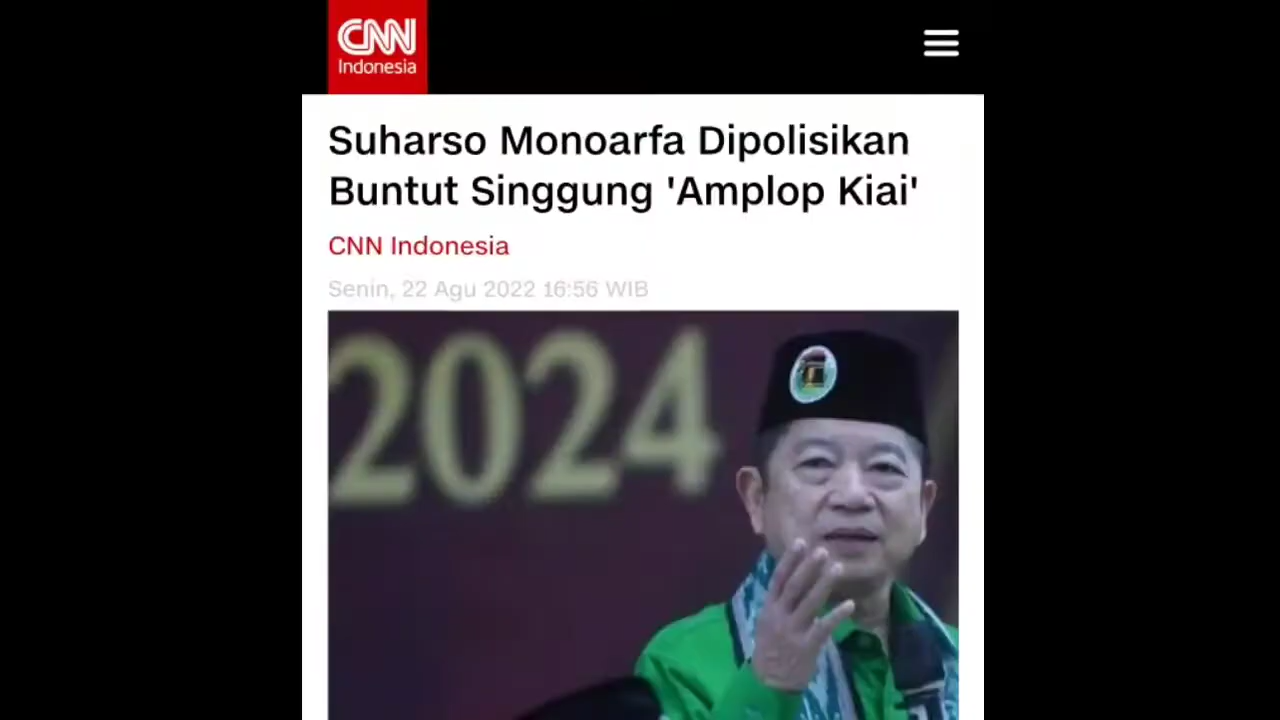 CNN
Indonesia
Suharso Monoarfa Dipolisikan
Buntut Singgung 'Amplop Kiai'
CNN Indonesia
Senin, 22 Agu 2022 16:56 WIB
2024